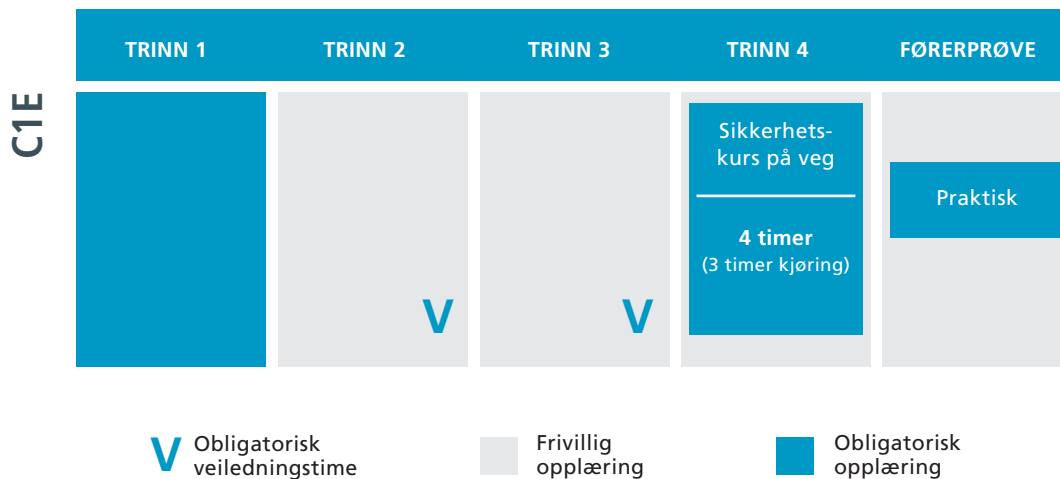 TRINN 1 TRINN 2 TRINN 3 TRINN 4 FØRERPRØVE
C1E
Sikkerhets-
kurs på veg
4 timer
(3 timer kjøring)
Praktisk
V V
V Obligatorisk
veiledningstime
Frivillig
opplæring
Obligatorisk
opplæring